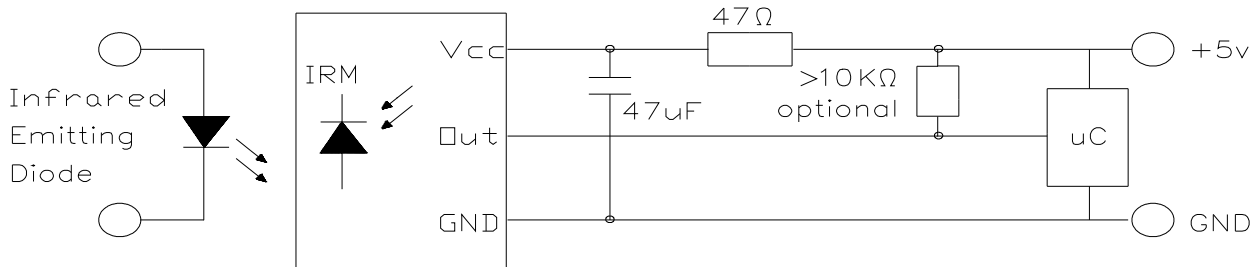 Infrared
Emitting
Diode
IRM
Vcc
Out
GND
47uF
47Ω
>10KΩ
optional
uC
+5v
GND